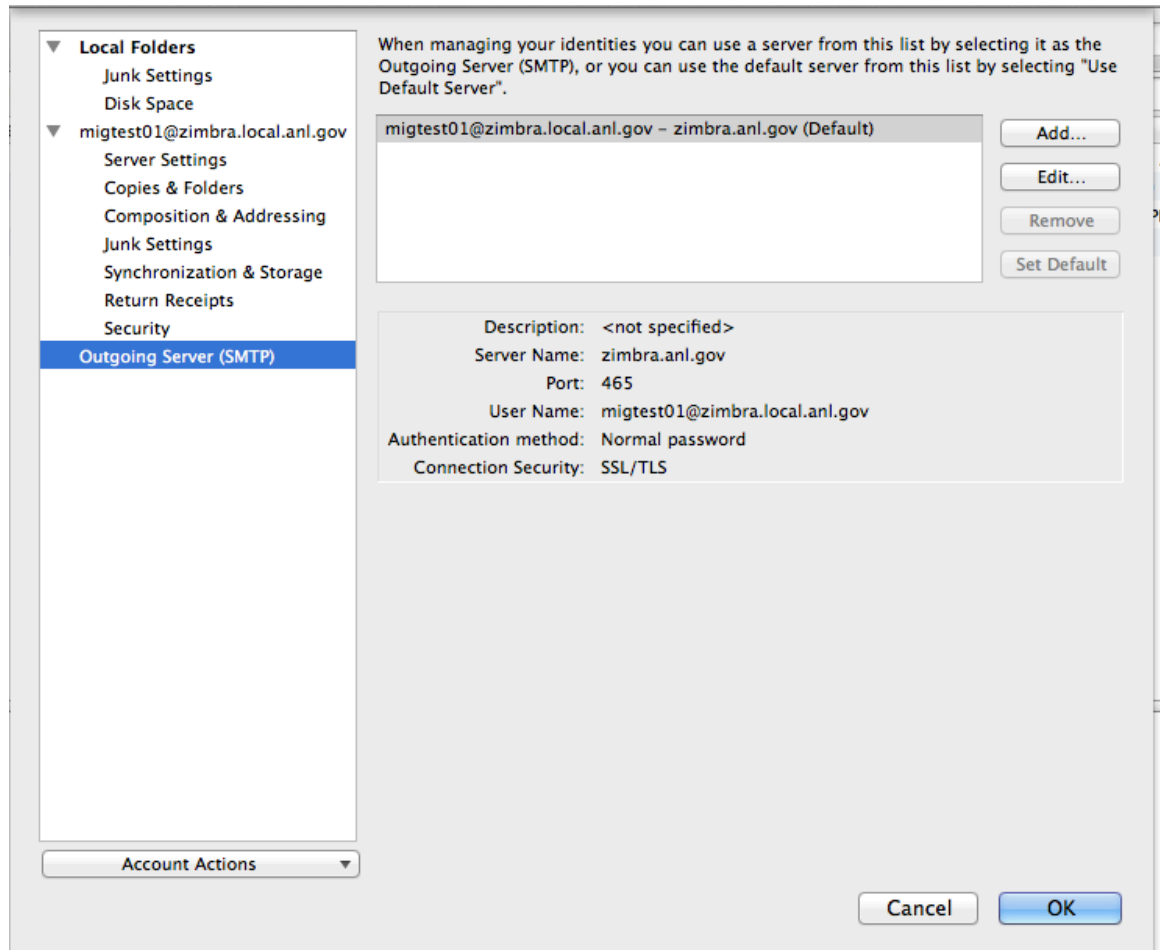 Local Folders
Junk Settings
Disk Space
migtest01@zimbra.local.anl.gov
Server Settings
Copies & Folders
Composition & Addressing
Junk Settings
Synchronization & Storage
Return Receipts
Security
Outgoing Server (SMTP)
Account Actions
When managing your identities you can use a server from this list by selecting it as the
Outgoing Server (SMTP), or you can use the default server from this list by selecting "Use
Default Server".
migtest01@zimbra.local.anl.gov – zimbra.anl.gov (Default)
Add...
Edit...
Remove
Set Default
Description: <not specified>
Server Name: zimbra.anl.gov
Port: 465
User Name: migtest01@zimbra.local.anl.gov
Authentication method: Normal password
Connection Security: SSL/TLS
Cancel
OK